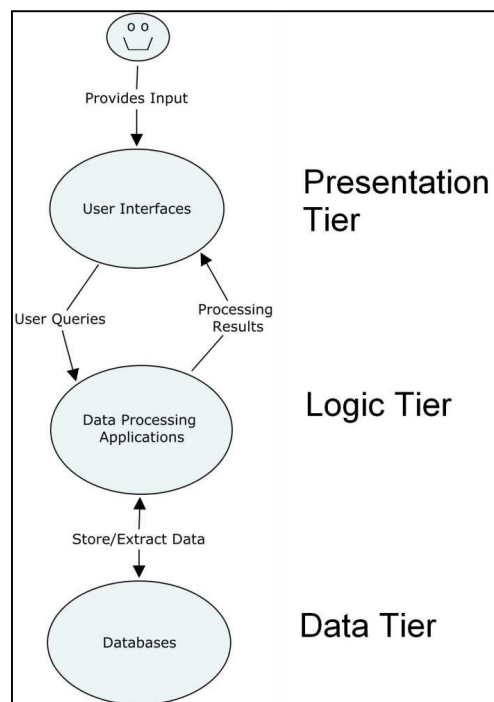 Provides Input
User Interfaces
Presentation
Tier
User Queries
Processing
Results
Data Processing
Applications
Logic Tier
Store/Extract Data
Databases
Data Tier